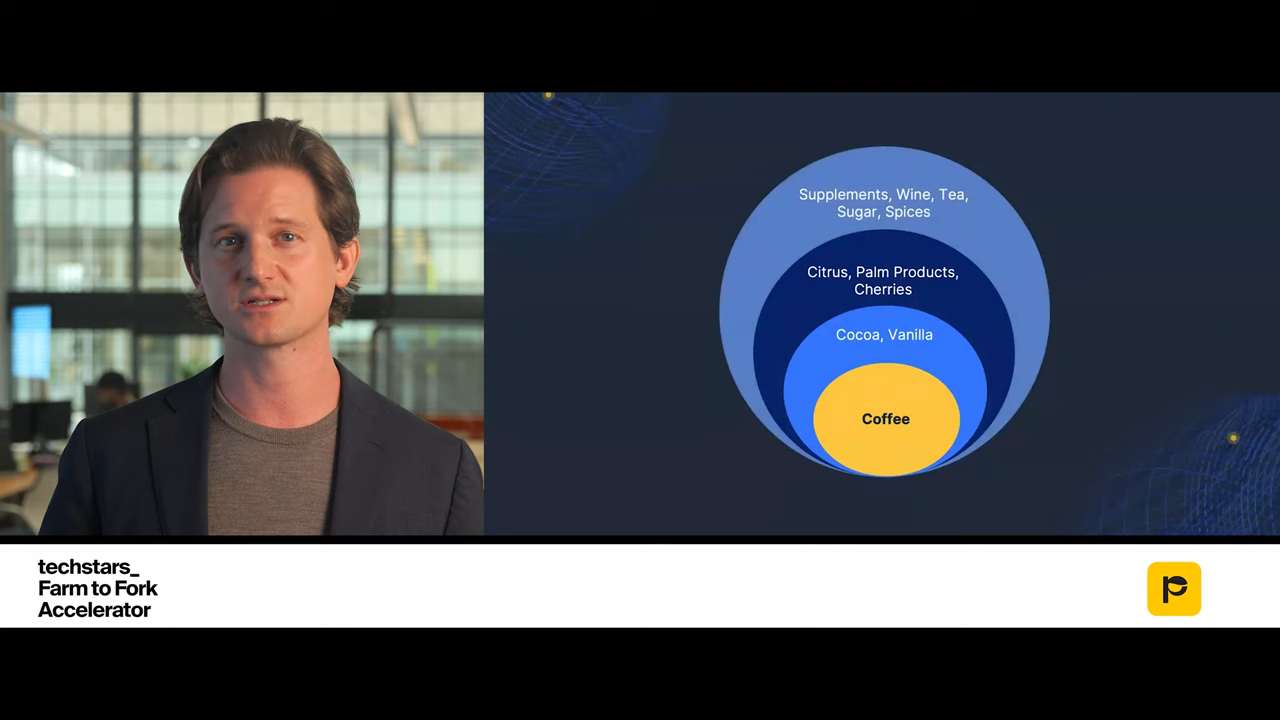 Supplements, Wine, Tea,
Sugar, Spices
Citrus, Palm Products,
Cherries
Cocoa, Vanilla
Coffee
techstars_
Farm to Fork
Accelerator